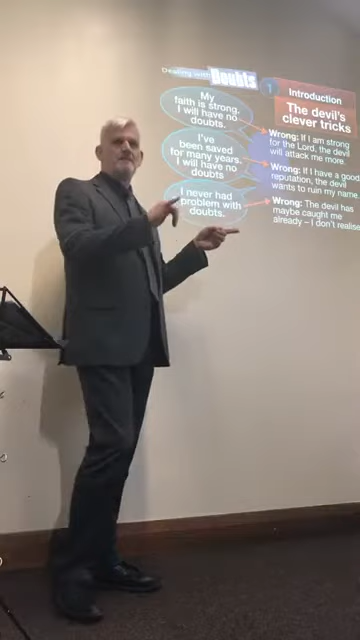 Dealing with Doubts
1 Introduction
The devil's
clever tricks
My
faith is strong.
I will have no
doubts.
Wrong: If I am strong
for the Lord, the devil
will attack me more.
I've
been saved
for many years.
I will have no
doubts
Wrong: If I have a good
reputation, the devil
wants to ruin my name.
I never had
problem with
doubts.
Wrong: The devil has
maybe caught me
already – I don't realise